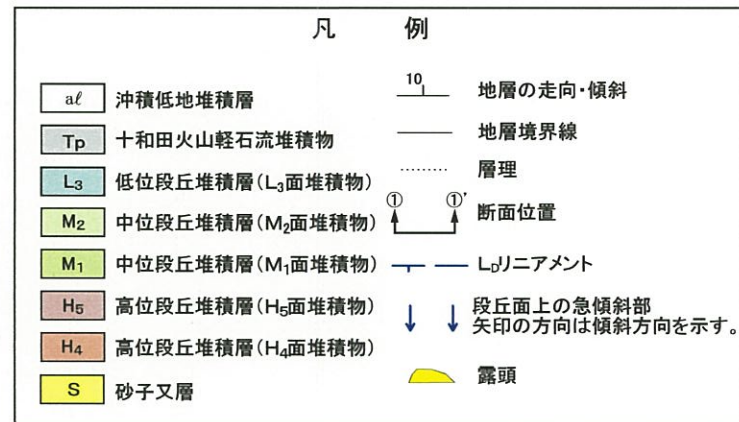 凡 例
aℓ 沖積低地堆積層
Tp 十和田火山軽石流堆積物
L3 低位段丘堆積層(L3面堆積物)
M2 中位段丘堆積層(M2面堆積物)
M1 中位段丘堆積層(M1面堆積物)
H5 高位段丘堆積層(H5面堆積物)
H4 高位段丘堆積層(H4面堆積物)
S 砂子又層
10 地層の走向・傾斜
地層境界線
層理
① ①' 断面位置
LDリニアメント
段丘面上の急傾斜部
矢印の方向は傾斜方向を示す。
露頭